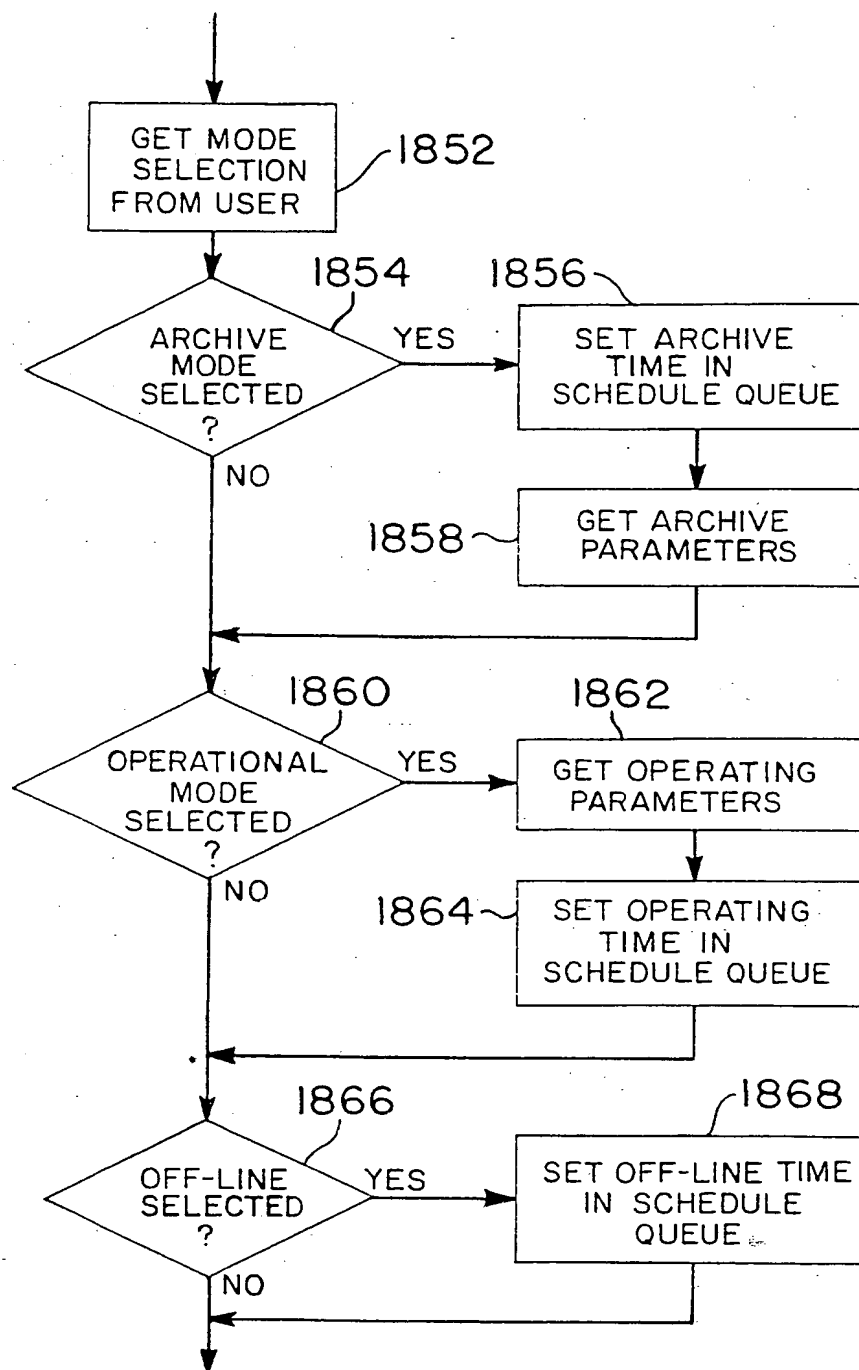 GET MODE
SELECTION
FROM USER
1852
1854
ARCHIVE
MODE
SELECTED
?
YES
NO
1856
SET ARCHIVE
TIME IN
SCHEDULE QUEUE
1858
GET ARCHIVE
PARAMETERS
1860
OPERATIONAL
MODE
SELECTED
?
YES
NO
1862
GET OPERATING
PARAMETERS
1864
SET OPERATING
TIME IN
SCHEDULE QUEUE
1866
OFF-LINE
SELECTED
?
YES
NO
1868
SET OFF-LINE TIME
IN SCHEDULE
QUEUE